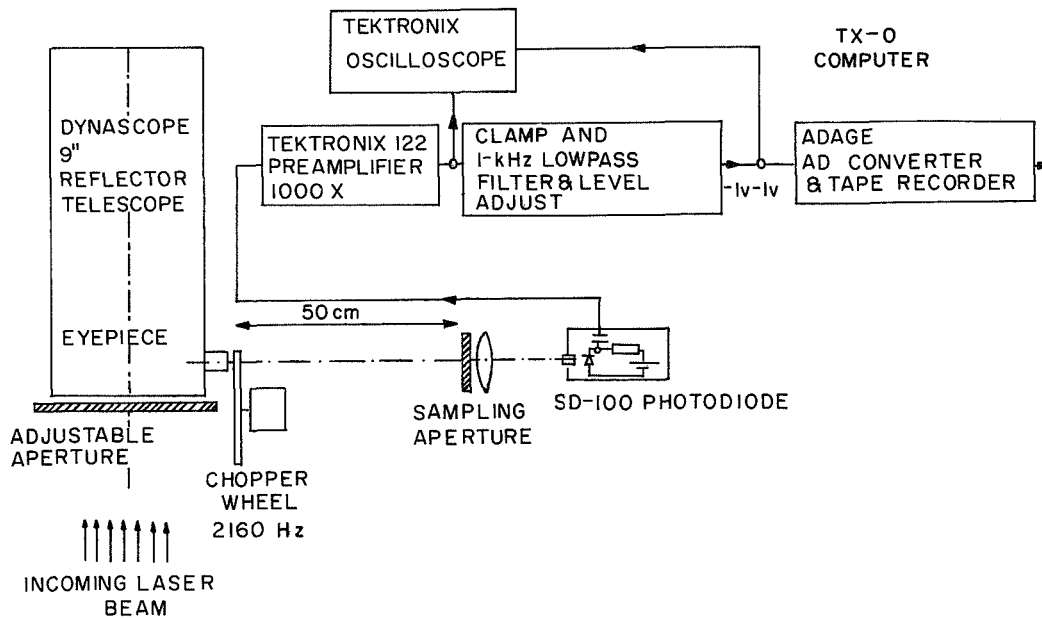 TEKTRONIX
OSCILLOSCOPE
TX-0
COMPUTER
DYNASCOPE
9"
REFLECTOR
TELESCOPE
TEKTRONIX 122
PREAMPLIFIER
1000 X
CLAMP AND
1-kHz LOWPASS
FILTER & LEVEL
ADJUST
-1v-1v
ADAGE
AD CONVERTER
& TAPE RECORDER
50 cm
EYEPIECE
SD-100 PHOTODIODE
SAMPLING
APERTURE
ADJUSTABLE
APERTURE
CHOPPER
WHEEL
2160 Hz
INCOMING LASER
BEAM